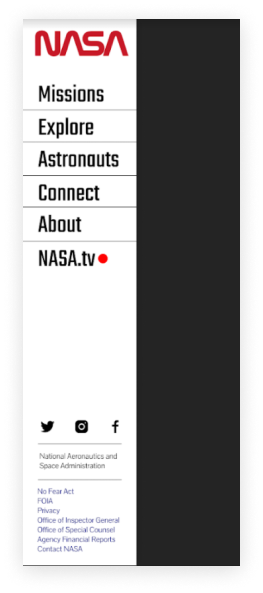 NASA
Missions
Explore
Astronauts
Connect
About
NASA.tv
National Aeronautics and
Space Administration
No Fear Act
FOIA
Privacy
Office of Inspector General
Office of Special Counsel
Agency Financial Reports
Contact NASA